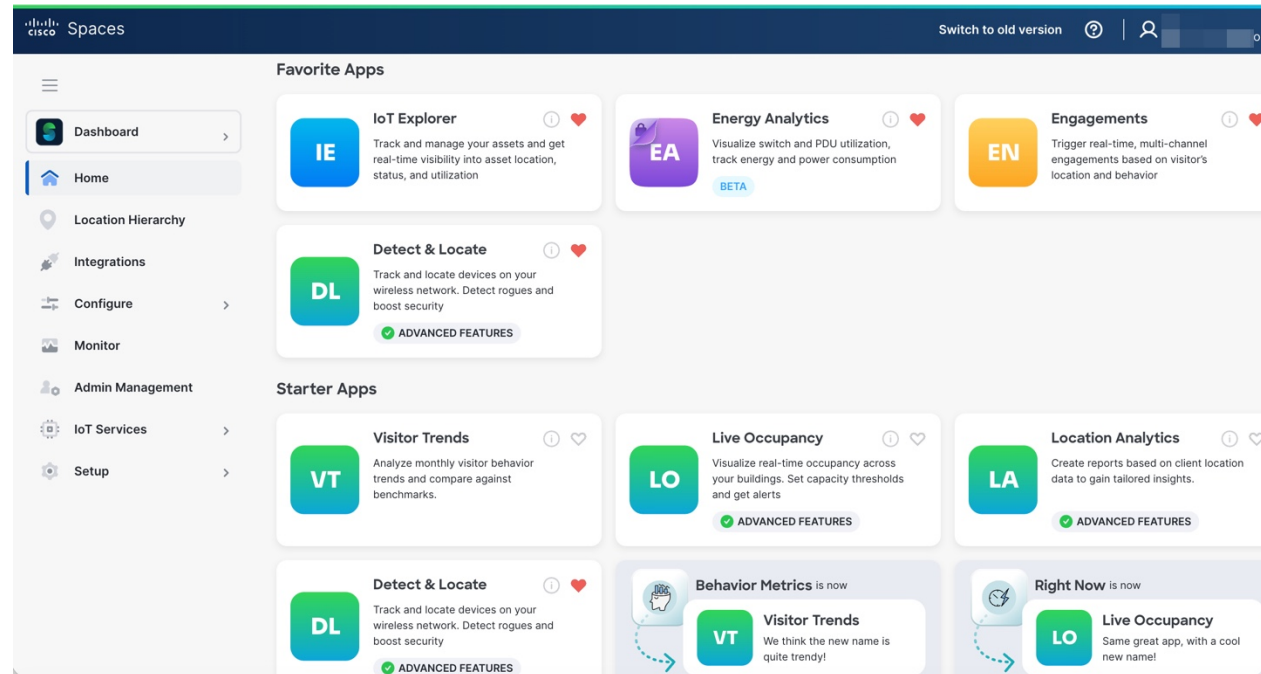 cisco Spaces
Switch to old version
Favorite Apps
Dashboard
Home
Location Hierarchy
Integrations
Configure
Monitor
Admin Management
IoT Services
Setup
IE
IoT Explorer
Track and manage your assets and get
real-time visibility into asset location,
status, and utilization
EA
Energy Analytics
Visualize switch and PDU utilization,
track energy and power consumption
BETA
EN
Engagements
Trigger real-time, multi-channel
engagements based on visitor's
location and behavior
DL
Detect & Locate
Track and locate devices on your
wireless network. Detect rogues and
boost security
ADVANCED FEATURES
Starter Apps
VT
Visitor Trends
Analyze monthly visitor behavior
trends and compare against
benchmarks.
LO
Live Occupancy
Visualize real-time occupancy across
your buildings. Set capacity thresholds
and get alerts
ADVANCED FEATURES
LA
Location Analytics
Create reports based on client location
data to gain tailored insights.
ADVANCED FEATURES
DL
Detect & Locate
Track and locate devices on your
wireless network. Detect rogues and
boost security
ADVANCED FEATURES
Behavior Metrics is now
VT
Visitor Trends
We think the new name is
quite trendy!
Right Now is now
LO
Live Occupancy
Same great app, with a cool
new name!